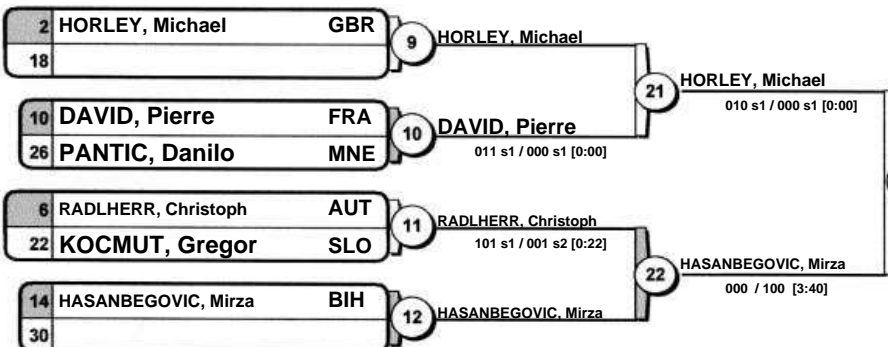 2 HORLEY, Michael GBR
18
9 HORLEY, Michael
10 DAVID, Pierre FRA
26 PANTIC, Danilo MNE
10 DAVID, Pierre
011 s1 / 000 s1 [0:00]
21 HORLEY, Michael
010 s1 / 000 s1 [0:00]
6 RADLHERR, Christoph AUT
22 KOCMUT, Gregor SLO
11 RADLHERR, Christoph
101 s1 / 001 s2 [0:22]
14 HASANBEGOVIC, Mirza BIH
30
12 HASANBEGOVIC, Mirza
22 HASANBEGOVIC, Mirza
000 / 100 [3:40]